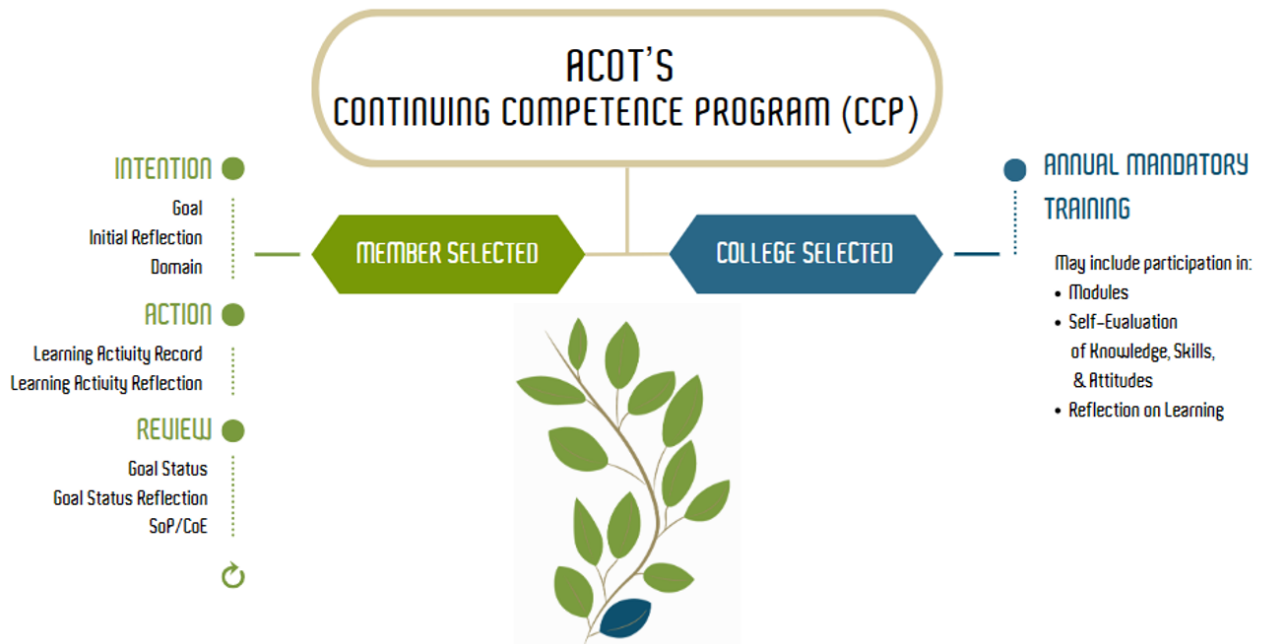 ACOT'S
CONTINUING COMPETENCE PROGRAM (CCP)
MEMBER SELECTED
INTENTION
Goal
Initial Reflection
Domain
ACTION
Learning Activity Record
Learning Activity Reflection
REVIEW
Goal Status
Goal Status Reflection
SoP/CoE
COLLEGE SELECTED
ANNUAL MANDATORY
TRAINING
May include participation in:
• Modules
• Self-Evaluation
of Knowledge, Skills,
& Attitudes
• Reflection on Learning